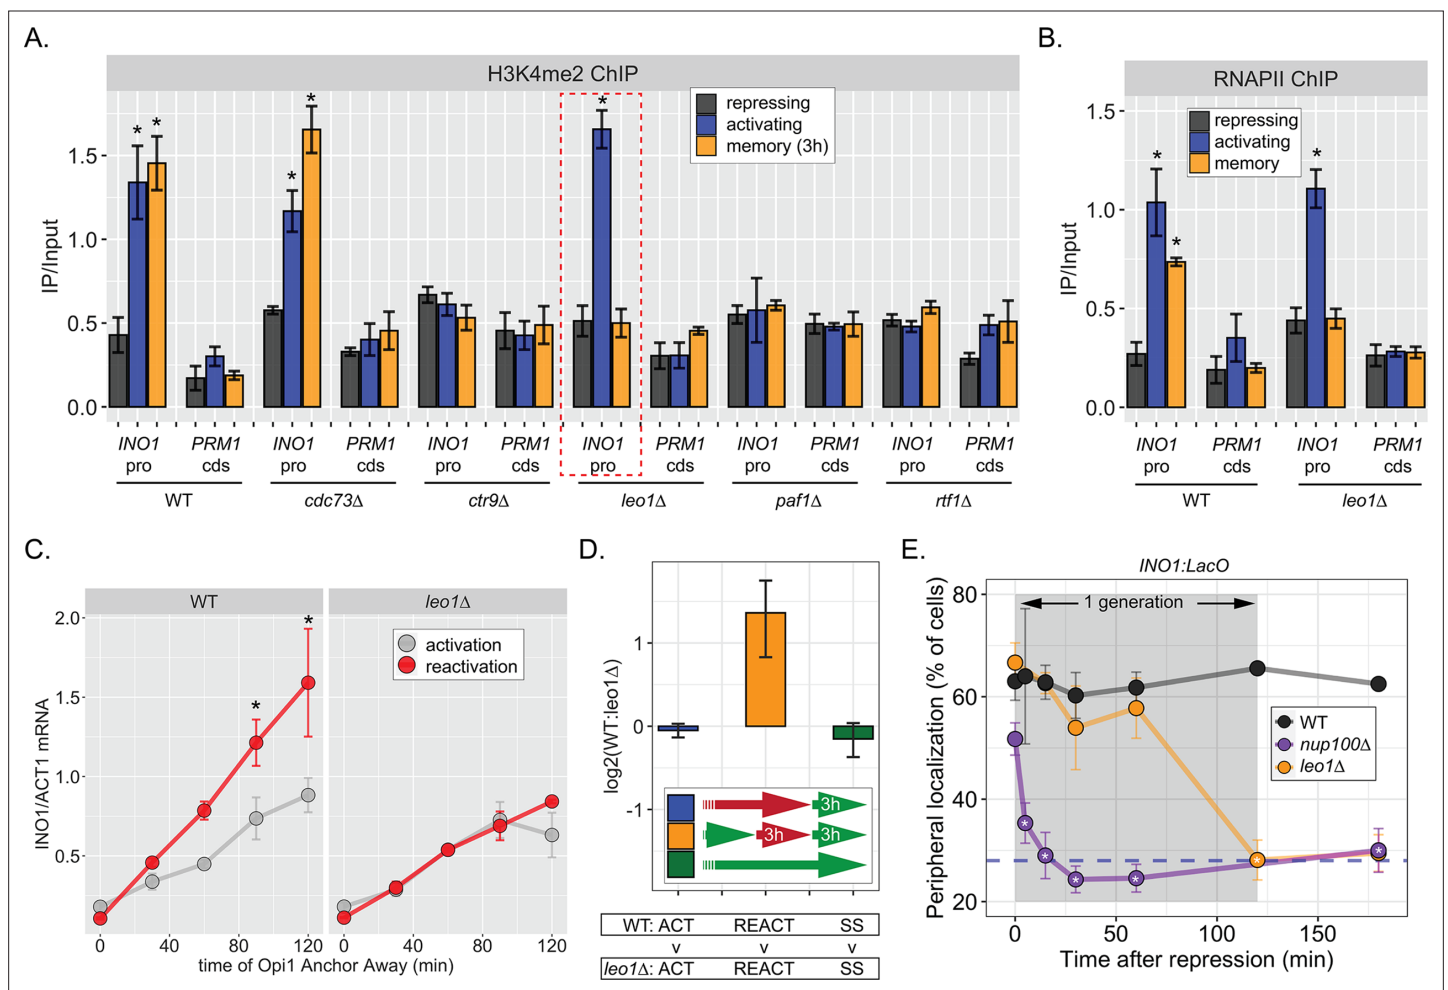 A.
H3K4me2 ChIP
repressing
activating
memory (3h)
* * * * *
IP/Input
1.5
1.0
0.5
0.0
INO1 PRM1 INO1 PRM1 INO1 PRM1 INO1 PRM1 INO1 PRM1 INO1 PRM1
pro cds pro cds pro cds pro cds pro cds pro cds
WT cdc73Δ ctr9Δ leo1Δ paf1Δ rtf1Δ
B.
RNAPII ChIP
repressing
activating
memory
* * *
IP/Input
1.5
1.0
0.5
0.0
INO1 PRM1 INO1 PRM1
pro cds pro cds
WT leo1Δ
C.
WT leo1Δ
activation
reactivation
* *
INO1/ACT1 mRNA
2.0
1.5
1.0
0.5
0 40 80 120 0 40 80 120
time of Opi1 Anchor Away (min)
D.
log2(WT:leo1Δ)
1
0
-1
3h
3h 3h
WT: ACT REACT SS
v v v
leo1Δ: ACT REACT SS
E.
INO1:LacO
1 generation
WT
nup100Δ
leo1Δ
* * * * * *
Peripheral localization (% of cells)
80
60
40
20
0 50 100 150
Time after repression (min)